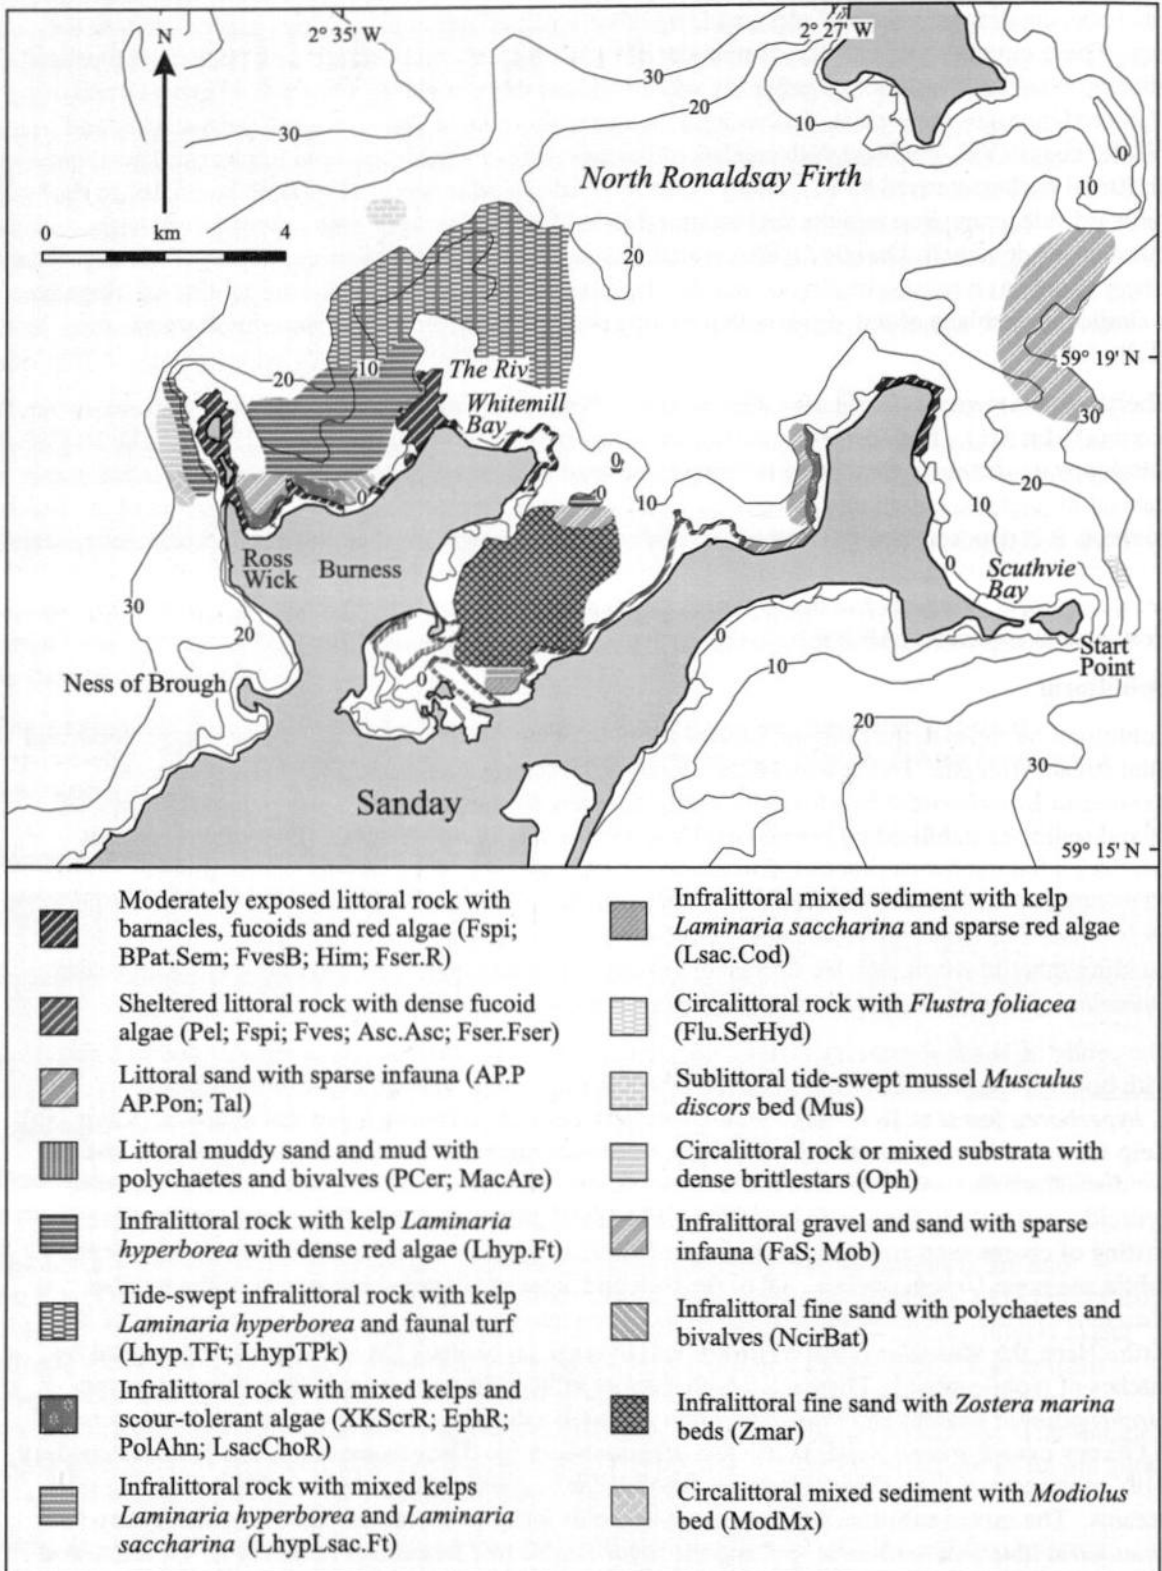 N
2° 35' W
2° 27' W
30
20
10
30
0
10
North Ronaldsay Firth
0 km 4
20
59° 19' N
30
20
10
The Riv
Whitemill
Bay
0
0
0
10
20
10
Ross
Wick
Burness
0
Scuthvie
Bay
30
20
0
10
Start
Point
Ness of Brough
0
20
30
Sanday
59° 15' N
Moderately exposed littoral rock with
barnacles, fucoids and red algae (Fspi;
BPat.Sem; FvesB; Him; Fser.R)
Sheltered littoral rock with dense fucoid
algae (Pel; Fspi; Fves; Asc.Asc; Fser.Fser)
Littoral sand with sparse infauna (AP.P
AP.Pon; Tal)
Littoral muddy sand and mud with
polychaetes and bivalves (PCer; MacAre)
Infralittoral rock with kelp Laminaria
hyperborea with dense red algae (Lhyp.Ft)
Tide-swept infralittoral rock with kelp
Laminaria hyperborea and faunal turf
(Lhyp.TFt; LhypTPk)
Infralittoral rock with mixed kelps and
scour-tolerant algae (XKScrR; EphR;
PolAhn; LsacChoR)
Infralittoral rock with mixed kelps
Laminaria hyperborea and Laminaria
saccharina (LhypLsac.Ft)
Infralittoral mixed sediment with kelp
Laminaria saccharina and sparse red algae
(Lsac.Cod)
Circalittoral rock with Flustra foliacea
(Flu.SerHyd)
Sublittoral tide-swept mussel Musculus
discors bed (Mus)
Circalittoral rock or mixed substrata with
dense brittlestars (Oph)
Infralittoral gravel and sand with sparse
infauna (FaS; Mob)
Infralittoral fine sand with polychaetes and
bivalves (NcirBat)
Infralittoral fine sand with Zostera marina
beds (Zmar)
Circalittoral mixed sediment with Modiolus
bed (ModMx)